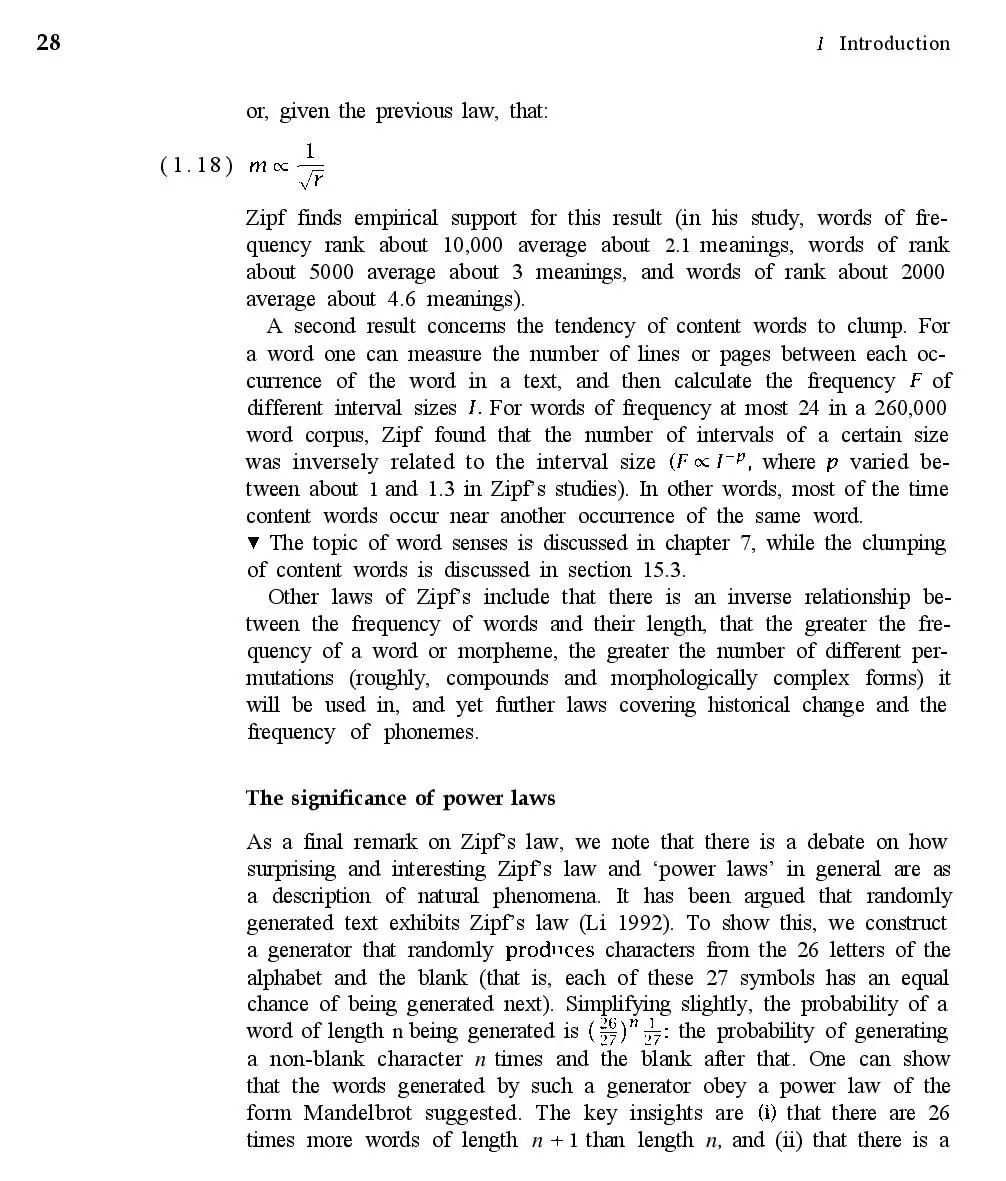 28
1 Introduction
or, given the previous law, that:
(1.18) m ∝ 1/√r
Zipf finds empirical support for this result (in his study, words of fre-
quency rank about 10,000 average about 2.1 meanings, words of rank
about 5000 average about 3 meanings, and words of rank about 2000
average about 4.6 meanings).
A second result concerns the tendency of content words to clump. For
a word one can measure the number of lines or pages between each oc-
currence of the word in a text, and then calculate the frequency F of
different interval sizes I. For words of frequency at most 24 in a 260,000
word corpus, Zipf found that the number of intervals of a certain size
was inversely related to the interval size (F ∝ I^−p, where p varied be-
tween about 1 and 1.3 in Zipf's studies). In other words, most of the time
content words occur near another occurrence of the same word.
▼ The topic of word senses is discussed in chapter 7, while the clumping
of content words is discussed in section 15.3.
Other laws of Zipf's include that there is an inverse relationship be-
tween the frequency of words and their length, that the greater the fre-
quency of a word or morpheme, the greater the number of different per-
mutations (roughly, compounds and morphologically complex forms) it
will be used in, and yet further laws covering historical change and the
frequency of phonemes.
The significance of power laws
As a final remark on Zipf's law, we note that there is a debate on how
surprising and interesting Zipf's law and 'power laws' in general are as
a description of natural phenomena. It has been argued that randomly
generated text exhibits Zipf's law (Li 1992). To show this, we construct
a generator that randomly produces characters from the 26 letters of the
alphabet and the blank (that is, each of these 27 symbols has an equal
chance of being generated next). Simplifying slightly, the probability of a
word of length n being generated is (26/27)^n 1/27: the probability of generating
a non-blank character n times and the blank after that. One can show
that the words generated by such a generator obey a power law of the
form Mandelbrot suggested. The key insights are (i) that there are 26
times more words of length n + 1 than length n, and (ii) that there is a